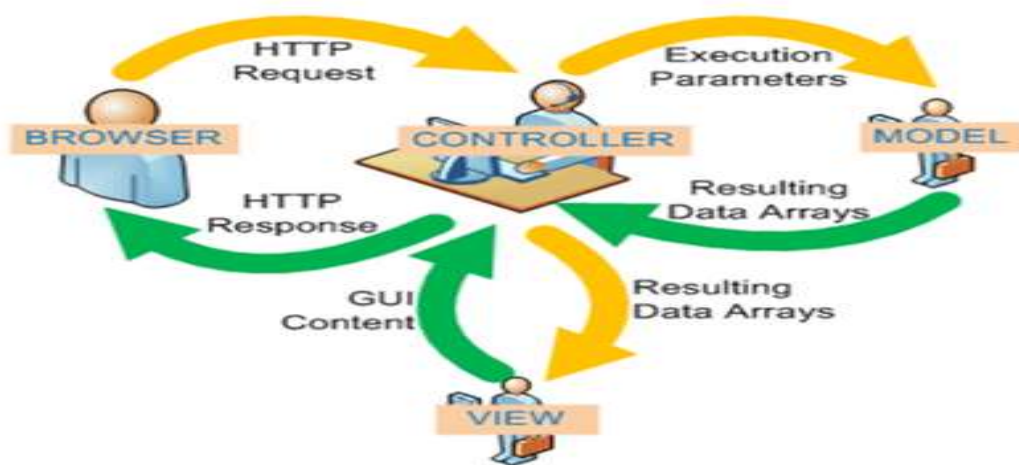 HTTP
Request
Execution
Parameters
BROWSER
CONTROLLER
MODEL
HTTP
Response
Resulting
Data Arrays
GUI
Content
Resulting
Data Arrays
VIEW